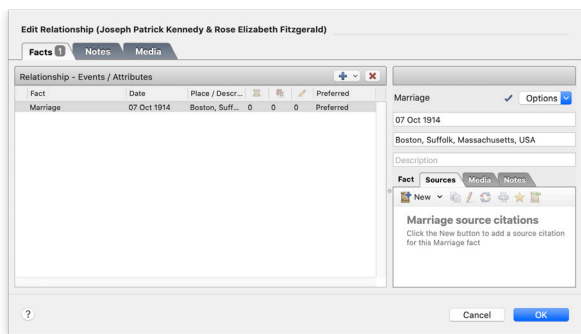 Edit Relationship (Joseph Patrick Kennedy & Rose Elizabeth Fitzgerald)
Facts 1 Notes Media
Relationship - Events / Attributes
Fact Date Place / Descr... Preferred
Marriage 07 Oct 1914 Boston, Suff... 0 0 0 Preferred
Marriage Options
07 Oct 1914
Boston, Suffolk, Massachusetts, USA
Description
Fact Sources Media Notes
New
Marriage source citations
Click the New button to add a source citation
for this Marriage fact
? Cancel OK